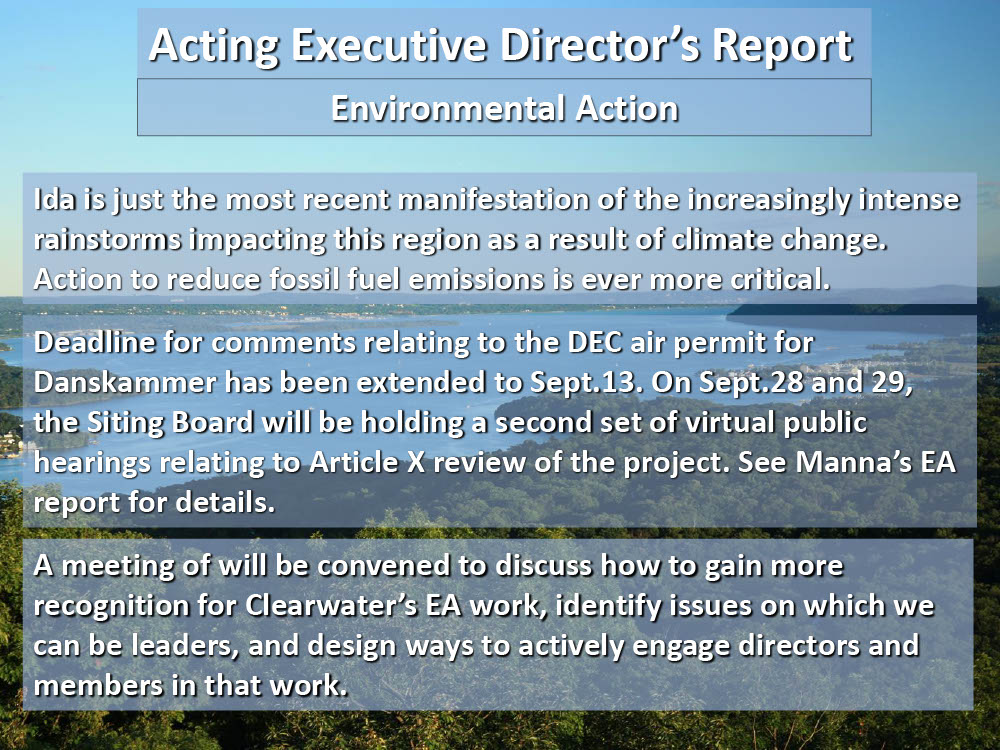 Acting Executive Director’s Report
Environmental Action
Ida is just the most recent manifestation of the increasingly intense
rainstorms impacting this region as a result of climate change.
Action to reduce fossil fuel emissions is ever more critical.
Deadline for comments relating to the DEC air permit for
Danskammer has been extended to Sept.13. On Sept.28 and 29,
the Siting Board will be holding a second set of virtual public
hearings relating to Article X review of the project. See Manna’s EA
report for details.
A meeting of will be convened to discuss how to gain more
recognition for Clearwater’s EA work, identify issues on which we
can be leaders, and design ways to actively engage directors and
members in that work.